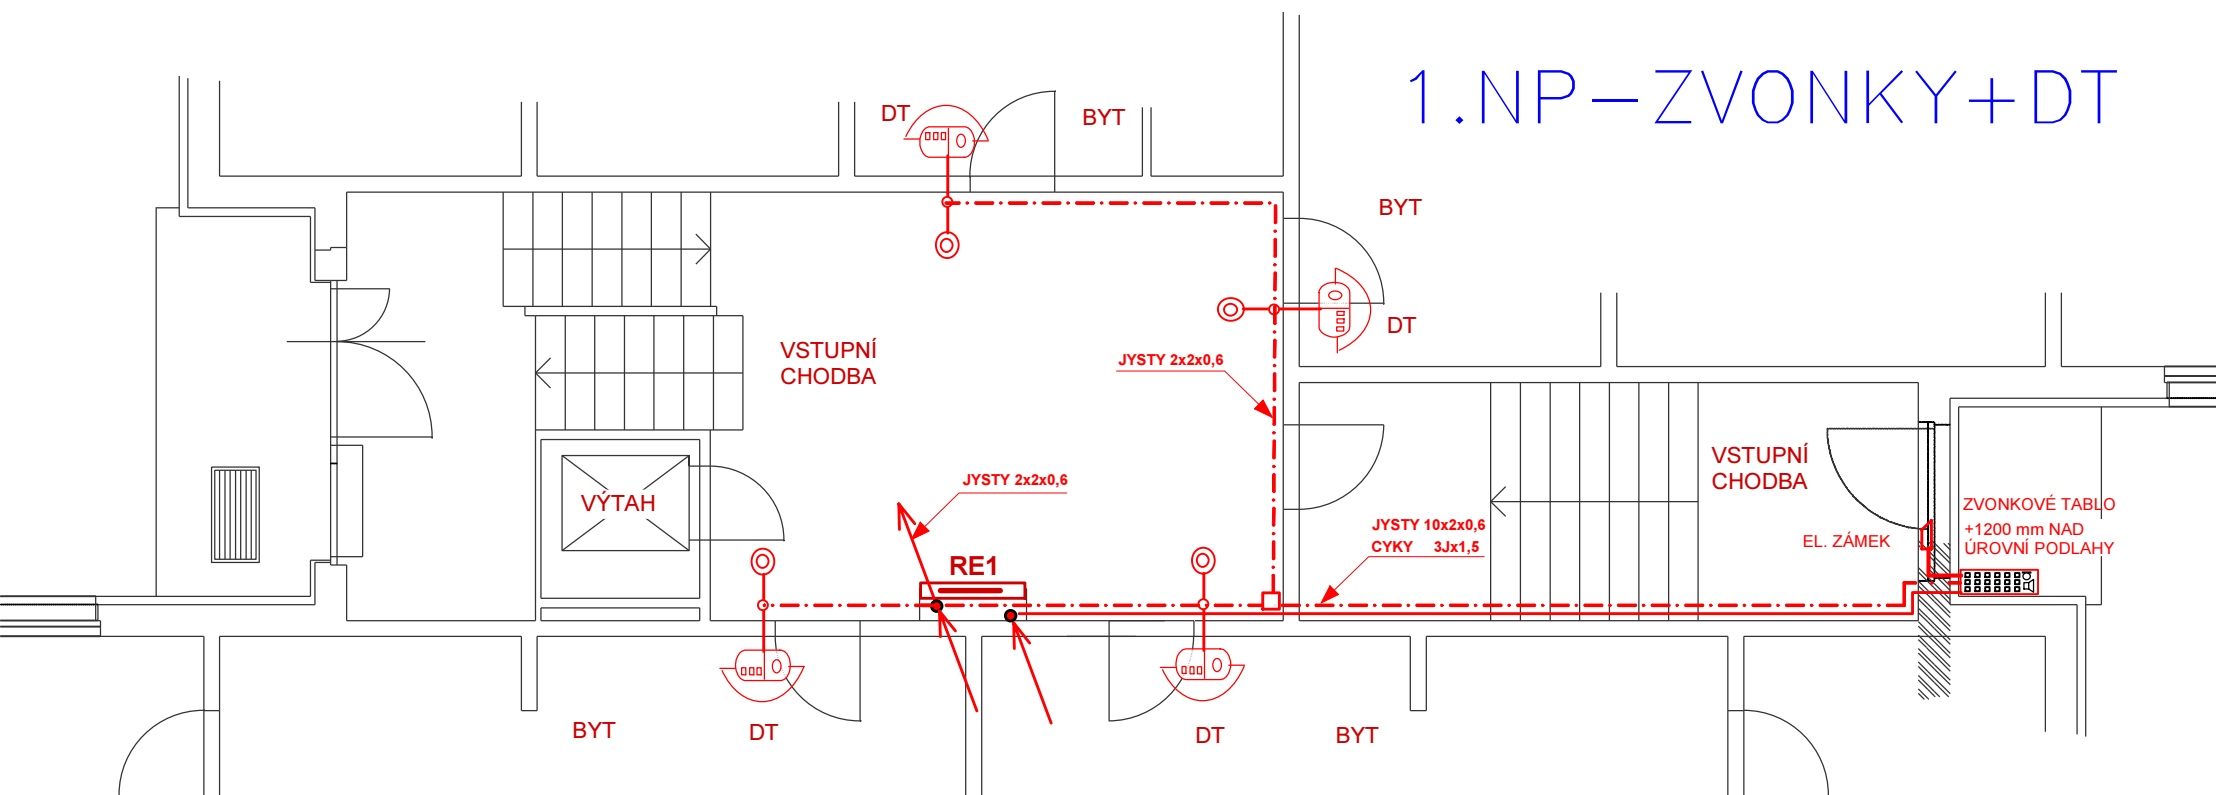 1.NP-ZVONKY+DT
DT
BYT
BYT
DT
VSTUPNÍ
CHODBA
JYSTY 2x2x0,6
VÝTAH
JYSTY 2x2x0,6
RE1
JYSTY 10x2x0,6
CYKY 3Jx1,5
VSTUPNÍ
CHODBA
EL. ZÁMEK
ZVONKOVÉ TABLO
+1200 mm NAD
ÚROVNÍ PODLAHY
BYT
DT
DT
BYT